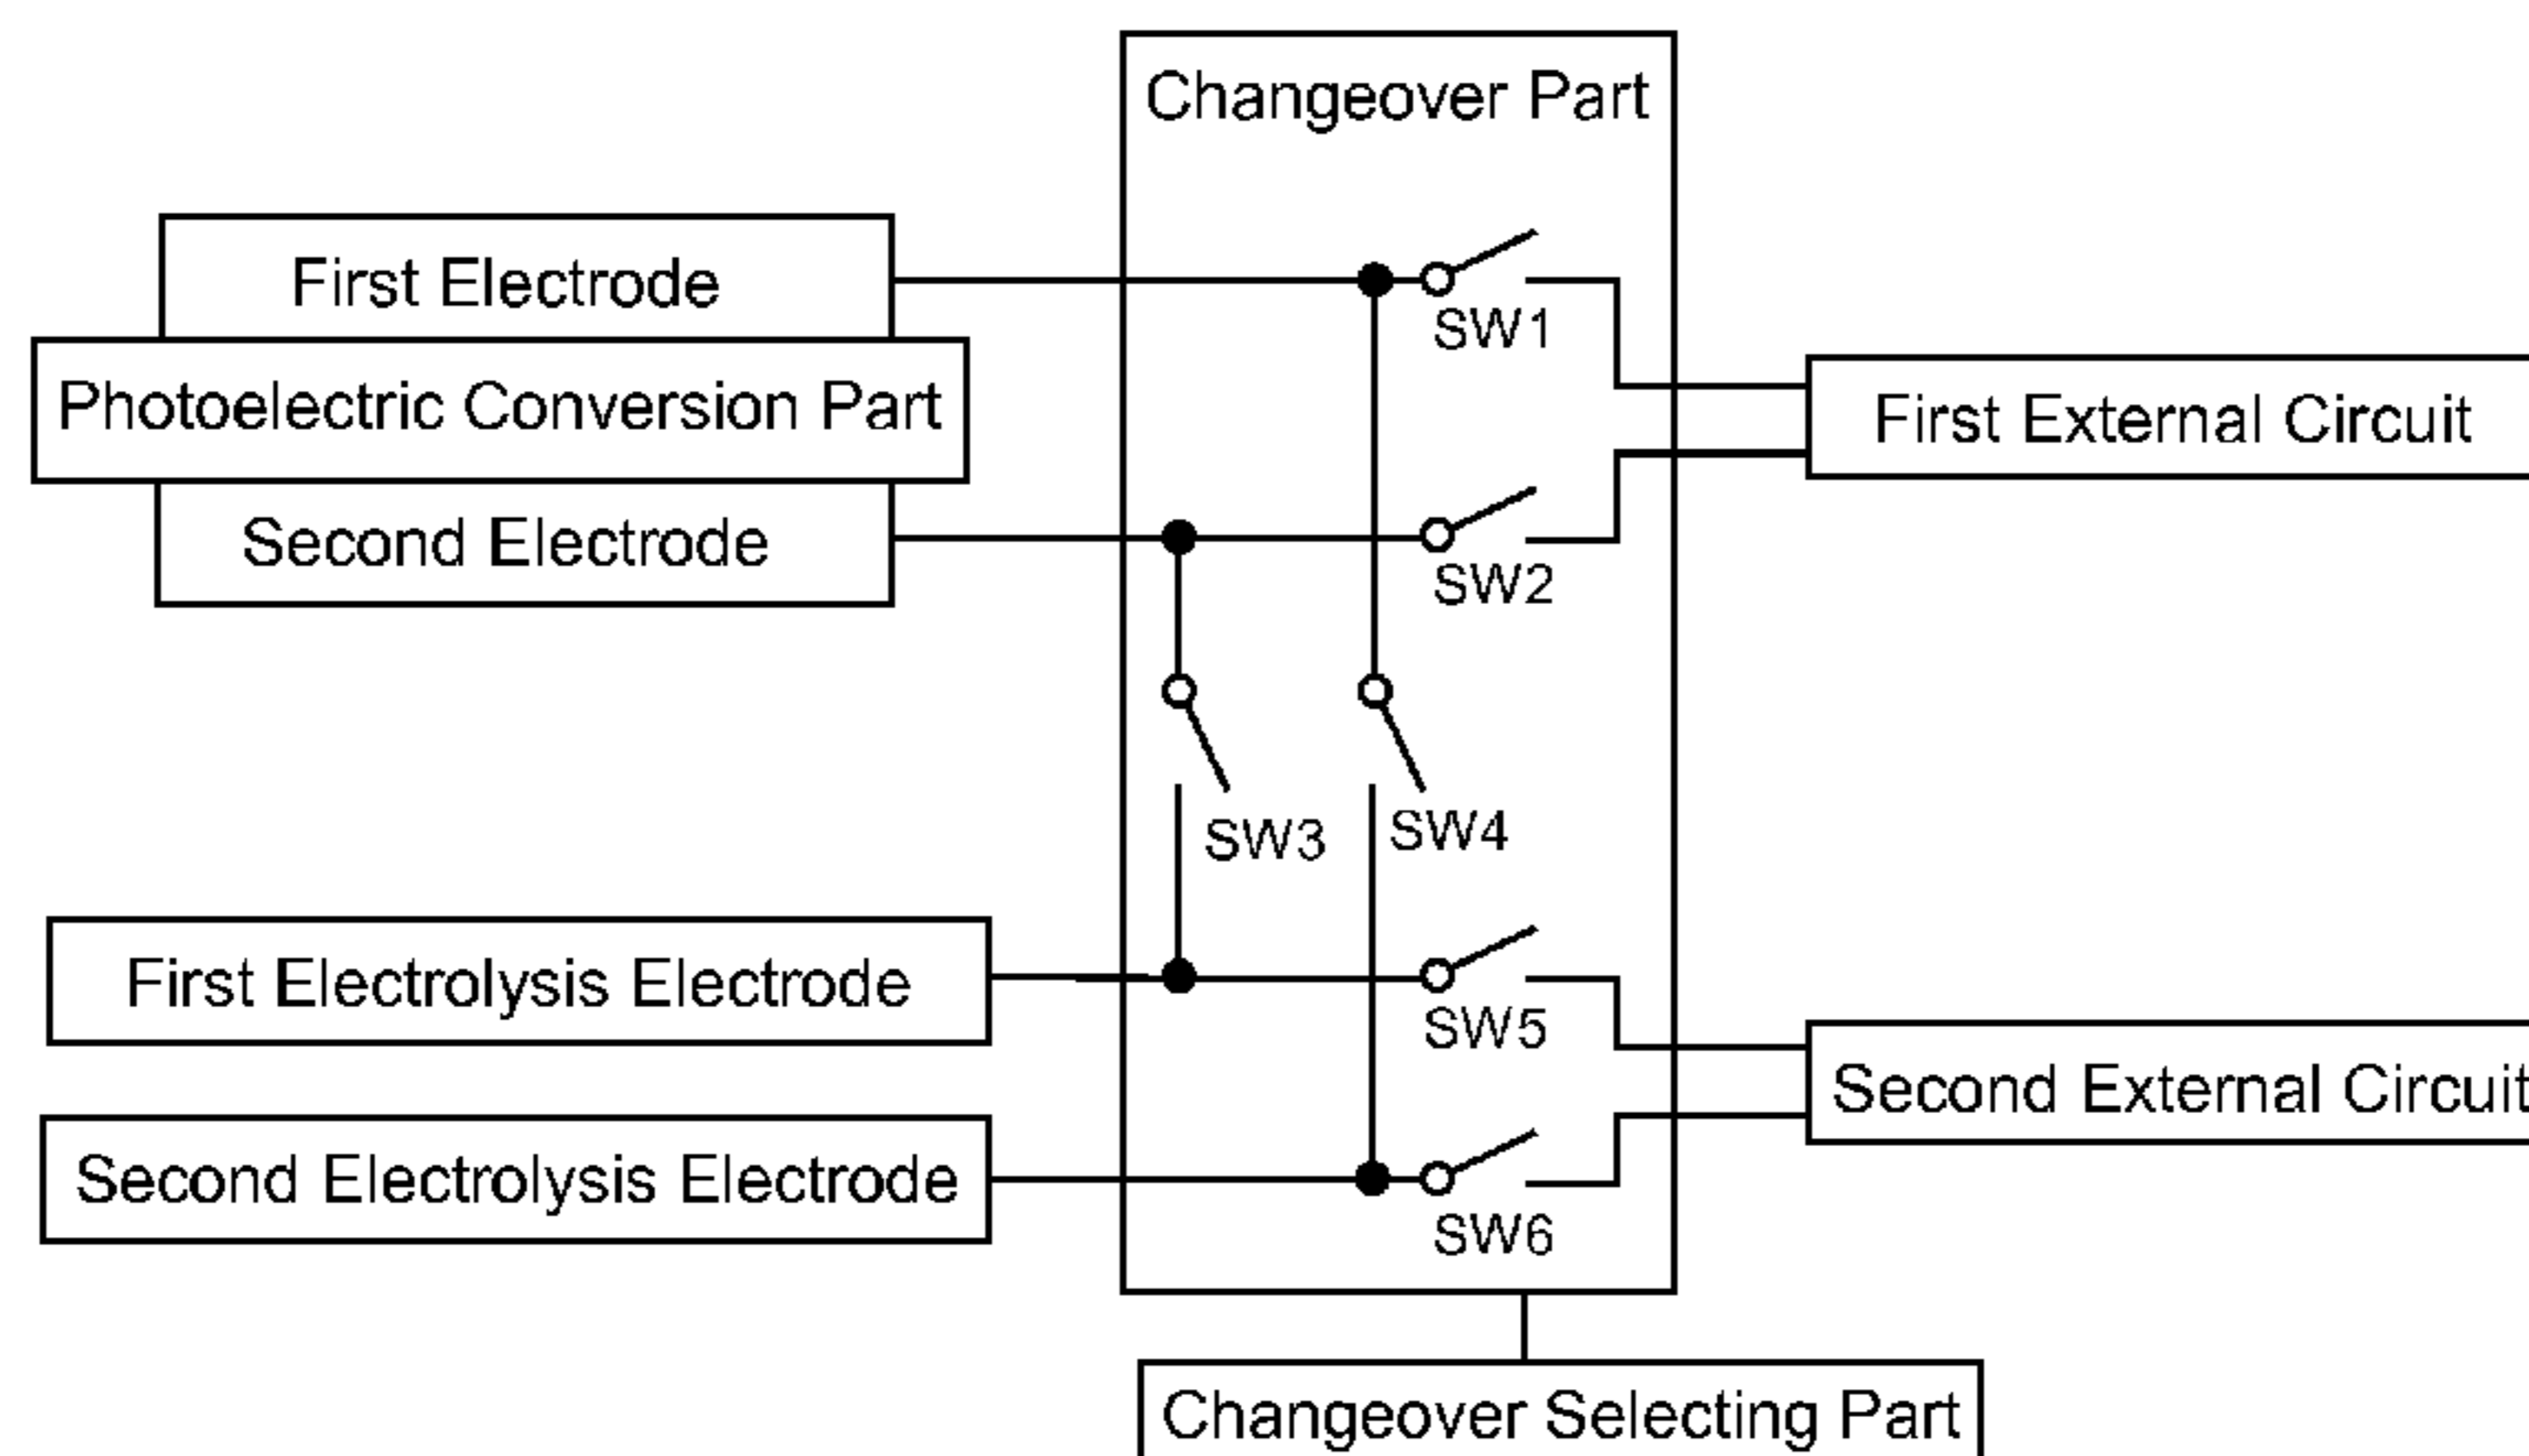 Changeover Part
First Electrode
SW1
Photoelectric Conversion Part
First External Circuit
Second Electrode
SW2
SW3
SW4
First Electrolysis Electrode
SW5
Second External Circuit
Second Electrolysis Electrode
SW6
Changeover Selecting Part